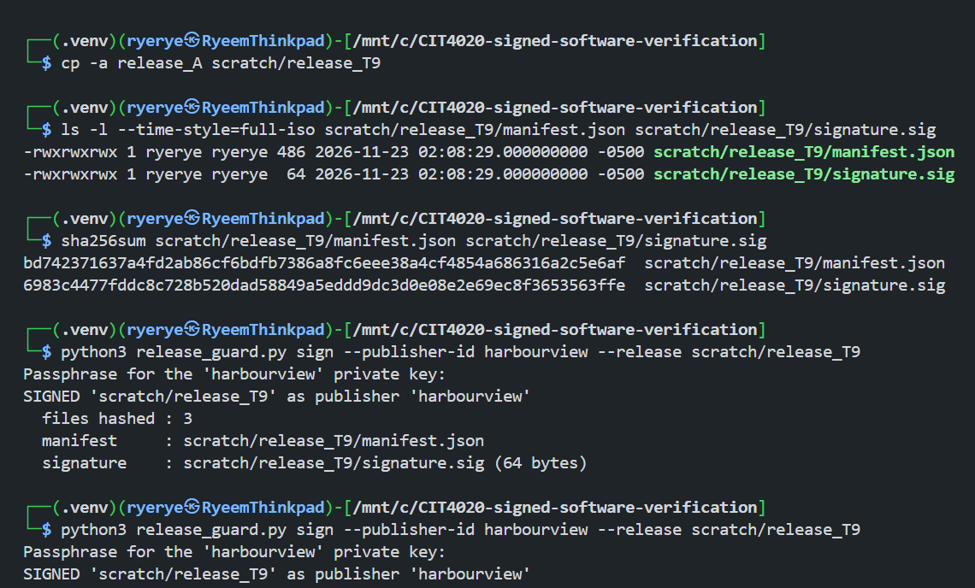 ┌──(.venv)(ryerye㉿RyeemThinkpad)-[/mnt/c/CIT4020-signed-software-verification]
└─$ cp -a release_A scratch/release_T9
┌──(.venv)(ryerye㉿RyeemThinkpad)-[/mnt/c/CIT4020-signed-software-verification]
└─$ ls -l --time-style=full-iso scratch/release_T9/manifest.json scratch/release_T9/signature.sig
-rwxrwxrwx 1 ryerye ryerye 486 2026-11-23 02:08:29.000000000 -0500 scratch/release_T9/manifest.json
-rwxrwxrwx 1 ryerye ryerye  64 2026-11-23 02:08:29.000000000 -0500 scratch/release_T9/signature.sig
┌──(.venv)(ryerye㉿RyeemThinkpad)-[/mnt/c/CIT4020-signed-software-verification]
└─$ sha256sum scratch/release_T9/manifest.json scratch/release_T9/signature.sig
bd742371637a4fd2ab86cf6bdfb7386a8fc6eee38a4cf4854a686316a2c5e6af  scratch/release_T9/manifest.json
6983c4477fddc8c728b520dad58849a5eddd9dc3d0e08e2e69ec8f3653563ffe  scratch/release_T9/signature.sig
┌──(.venv)(ryerye㉿RyeemThinkpad)-[/mnt/c/CIT4020-signed-software-verification]
└─$ python3 release_guard.py sign --publisher-id harbourview --release scratch/release_T9
Passphrase for the 'harbourview' private key:
SIGNED 'scratch/release_T9' as publisher 'harbourview'
  files hashed : 3
  manifest     : scratch/release_T9/manifest.json
  signature    : scratch/release_T9/signature.sig (64 bytes)
┌──(.venv)(ryerye㉿RyeemThinkpad)-[/mnt/c/CIT4020-signed-software-verification]
└─$ python3 release_guard.py sign --publisher-id harbourview --release scratch/release_T9
Passphrase for the 'harbourview' private key:
SIGNED 'scratch/release_T9' as publisher 'harbourview'